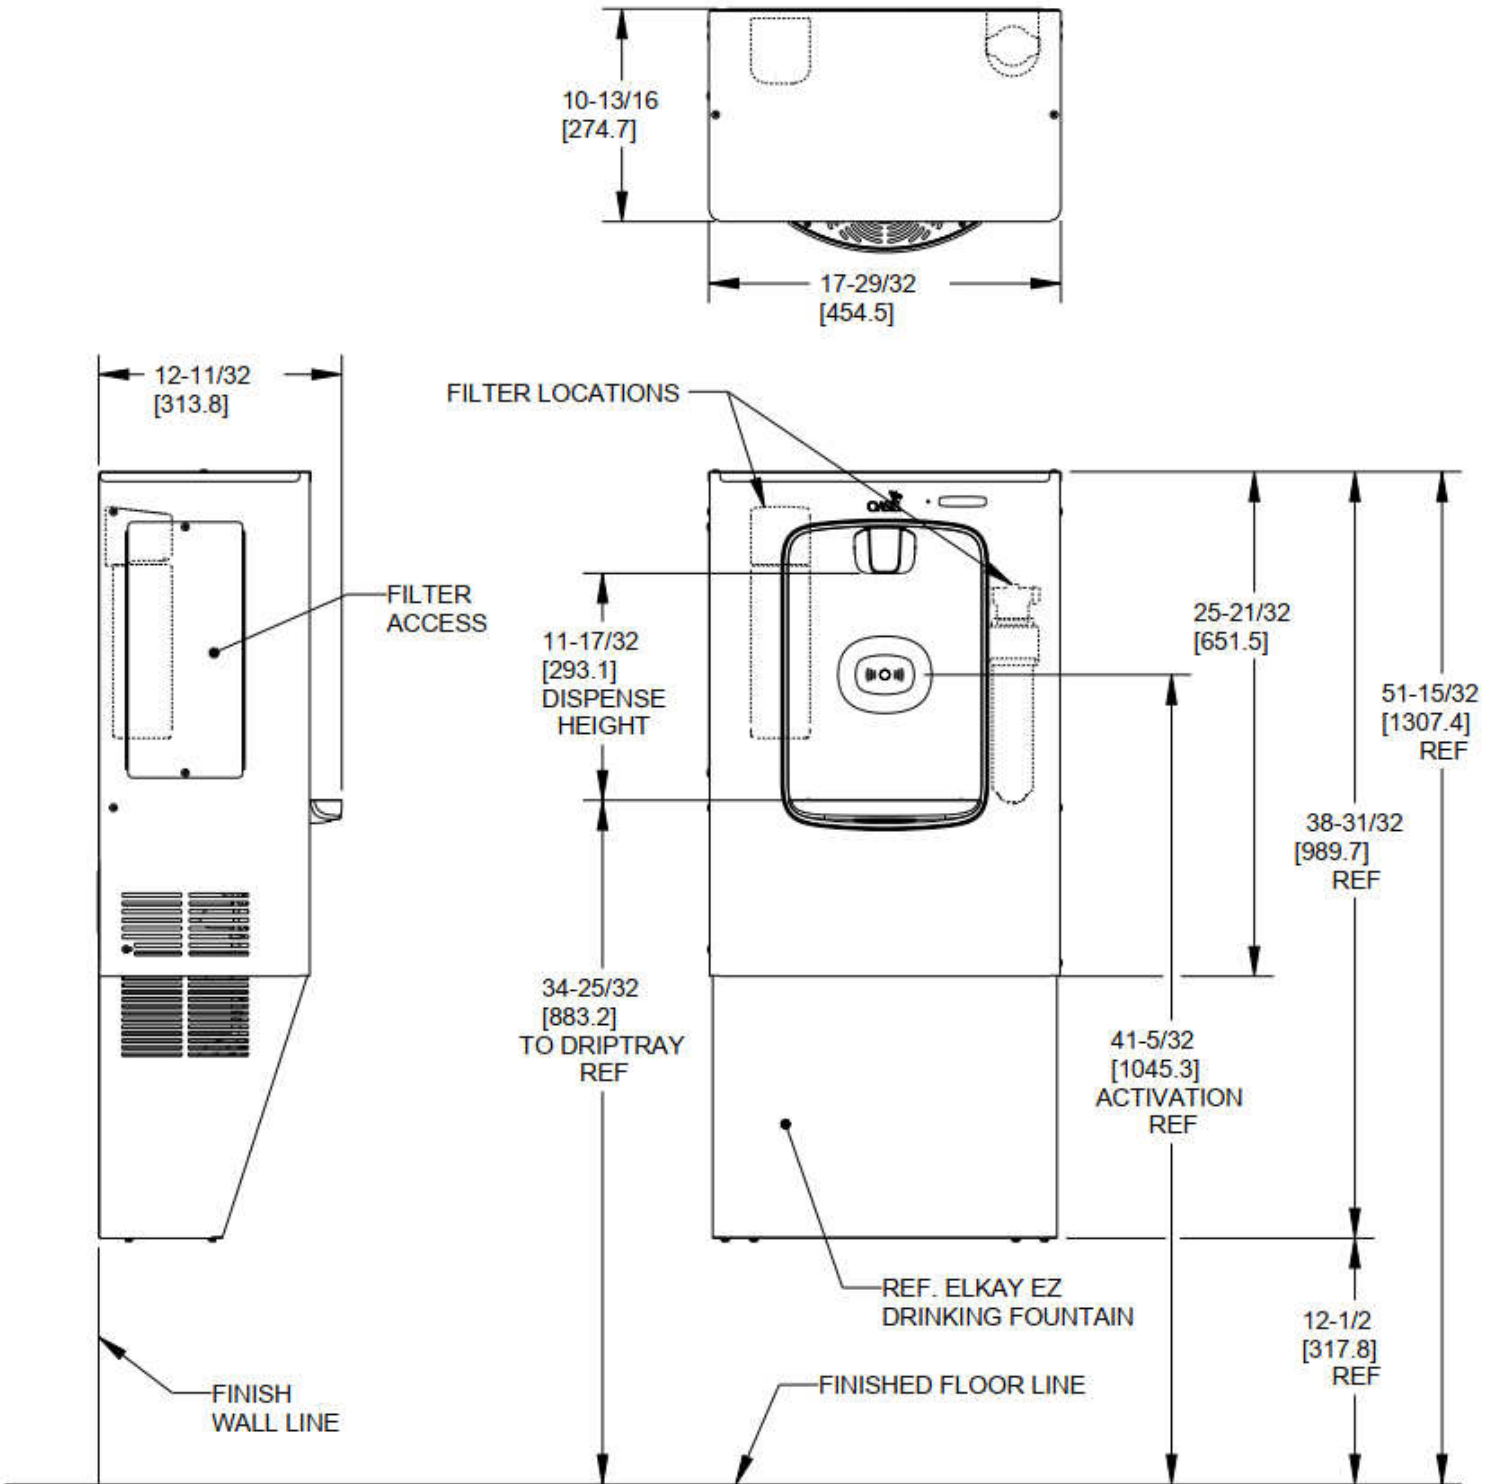 10-13/16
[274.7]
17-29/32
[454.5]
12-11/32
[313.8]
FILTER LOCATIONS
OASIS
FILTER
ACCESS
11-17/32
[293.1]
DISPENSE
HEIGHT
25-21/32
[651.5]
51-15/32
[1307.4]
REF
38-31/32
[989.7]
REF
34-25/32
[883.2]
TO DRIPTRAY
REF
41-5/32
[1045.3]
ACTIVATION
REF
REF. ELKAY EZ
DRINKING FOUNTAIN
12-1/2
[317.8]
REF
FINISH
WALL LINE
FINISHED FLOOR LINE